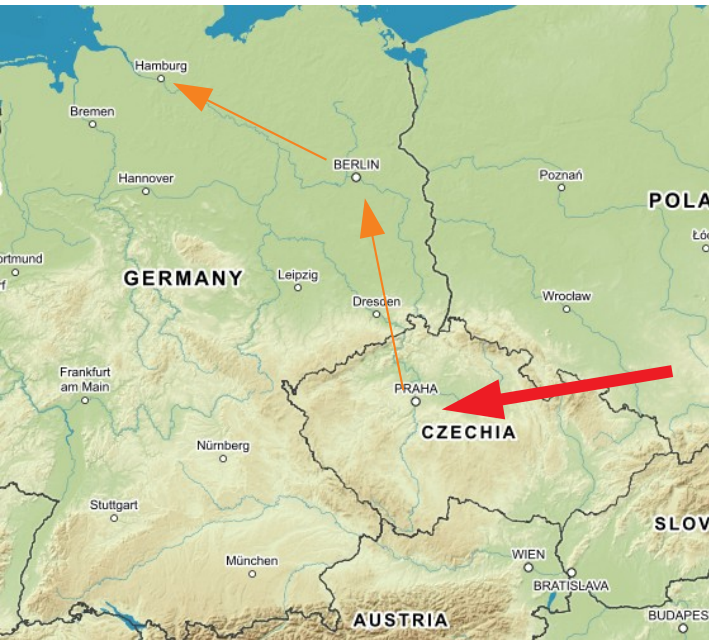 Hamburg
Bremen
BERLIN
Hannover
Poznań
POLA
Łó
ortmund
rf
GERMANY
Leipzig
Dresden
Wrocław
Frankfurt
am Main
PRAHA
CZECHIA
Nürnberg
Stuttgart
SLOV
München
WIEN
BRATISLAVA
AUSTRIA
BUDAPES